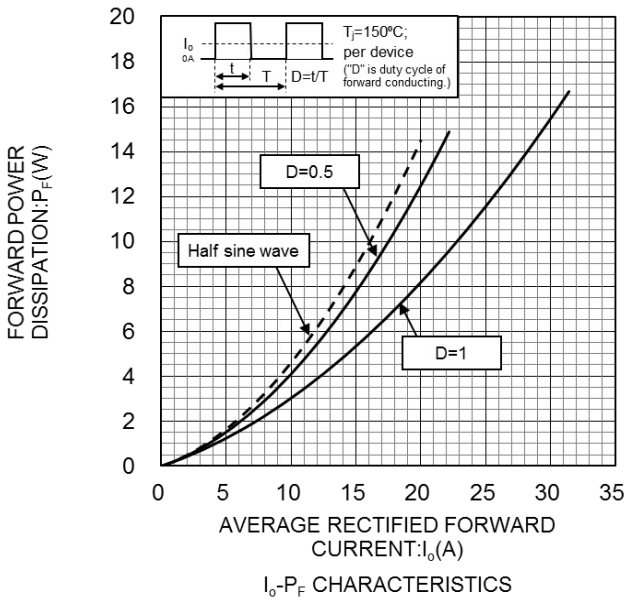 FORWARD POWER
DISSIPATION:PF(W)
20
18
16
14
12
10
8
6
4
2
0
Io
0A
t
T
D=t/T
Tj=150ºC;
per device
("D" is duty cycle of
forward conducting.)
D=0.5
Half sine wave
D=1
0 5 10 15 20 25 30 35
AVERAGE RECTIFIED FORWARD
CURRENT:Io(A)
Io-PF CHARACTERISTICS